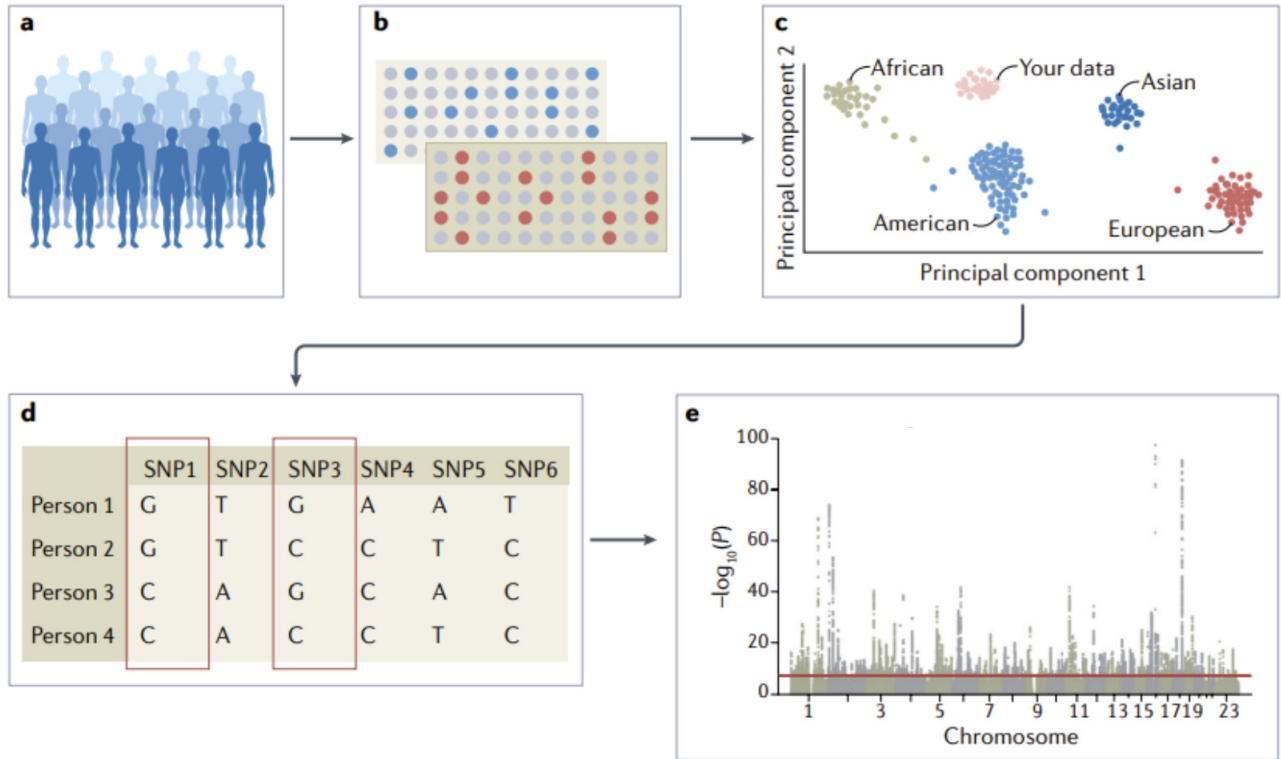 a
b
c
Principal component 2
African
Your data
Asian
American
European
Principal component 1
d
SNP1 SNP2 SNP3 SNP4 SNP5 SNP6
Person 1 G T G A A T
Person 2 G T C C T C
Person 3 C A G C A C
Person 4 C A C C T C
e
–log10(P)
100
80
60
40
20
0
1 3 5 7 9 11 13 15 17 19 23
Chromosome